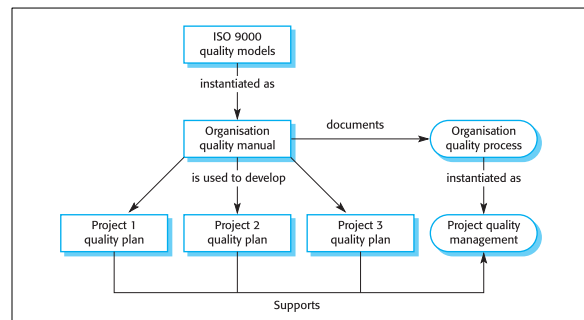 ISO 9000
quality models
instantiated as
documents
Organisation
quality manual
Organisation
quality process
is used to develop
instantiated as
Project 1
quality plan
Project 2
quality plan
Project 3
quality plan
Project quality
management
Supports